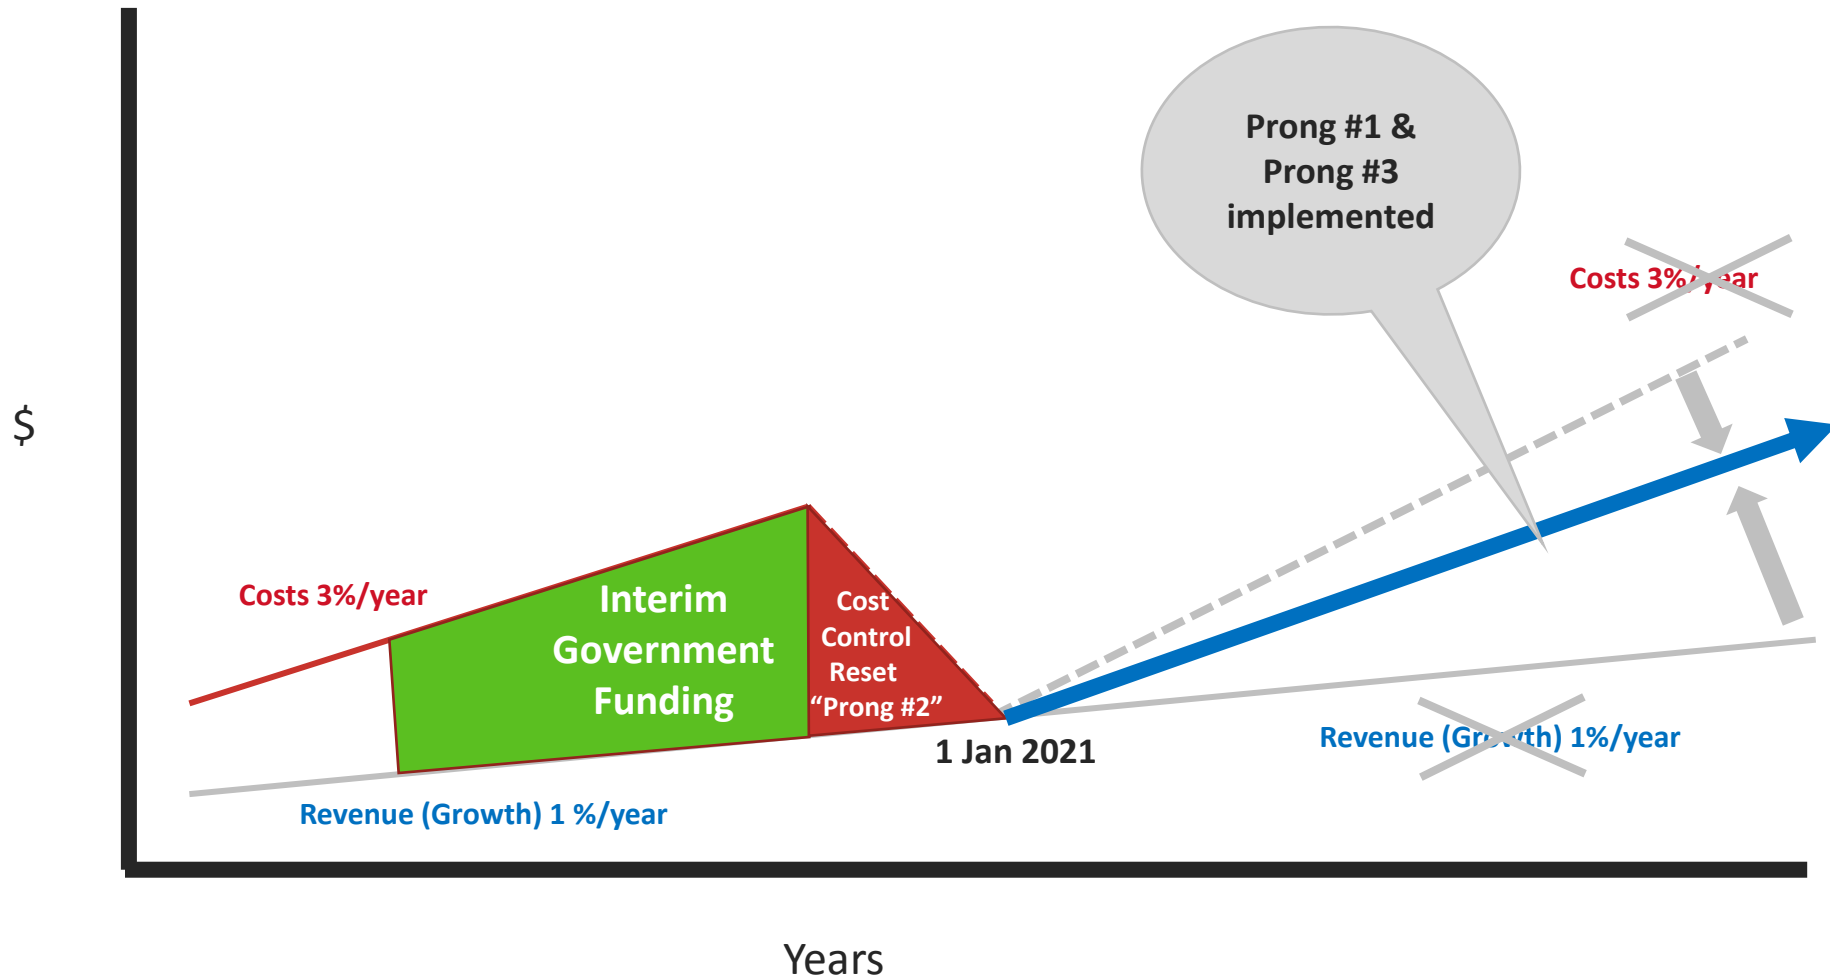 Prong #1 &
Prong #3
implemented
Costs 3%/year
$
Costs 3%/year
Interim
Government
Funding
Cost
Control
Reset
“Prong #2”
1 Jan 2021
Revenue (Growth) 1%/year
Revenue (Growth) 1 %/year
Years